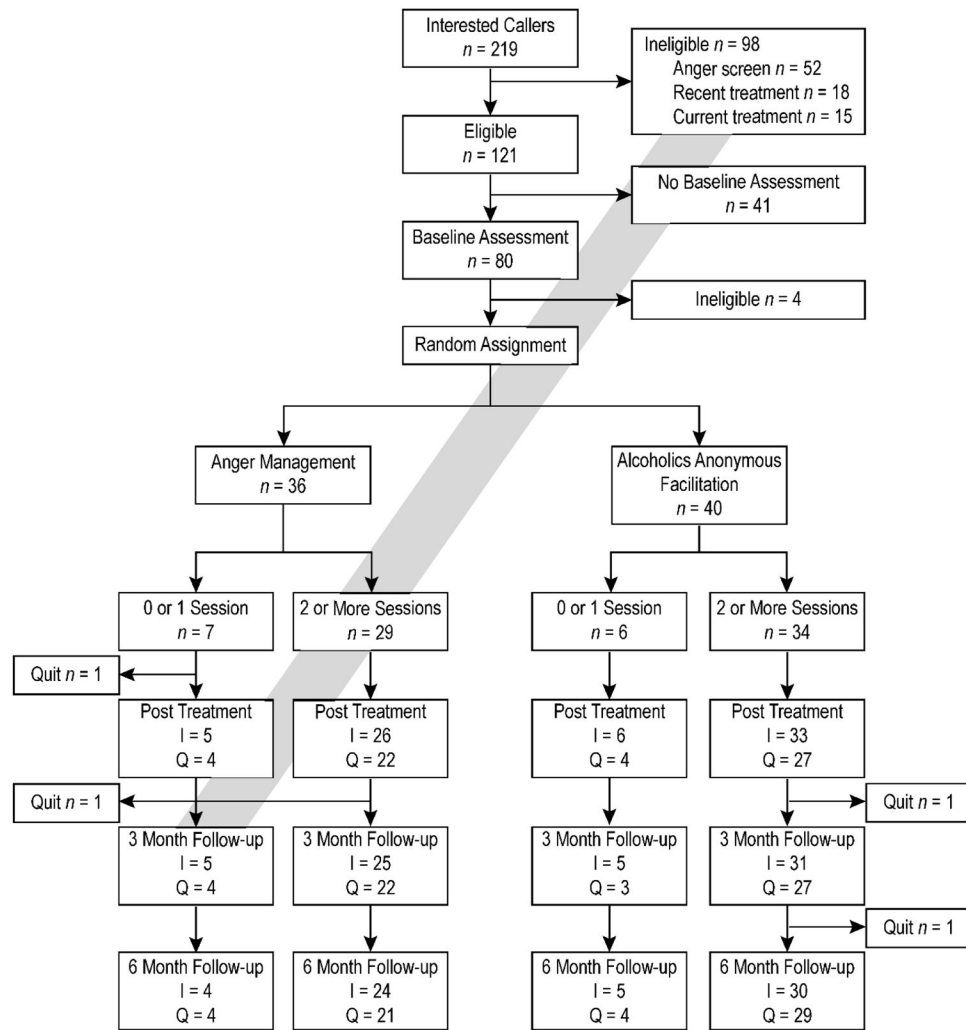 Interested Callers
n = 219
Ineligible n = 98
Anger screen n = 52
Recent treatment n = 18
Current treatment n = 15
Eligible
n = 121
No Baseline Assessment
n = 41
Baseline Assessment
n = 80
Ineligible n = 4
Random Assignment
Anger Management
n = 36
Alcoholics Anonymous
Facilitation
n = 40
0 or 1 Session
n = 7
2 or More Sessions
n = 29
0 or 1 Session
n = 6
2 or More Sessions
n = 34
Quit n = 1
Post Treatment
I = 5
Q = 4
Post Treatment
I = 26
Q = 22
Post Treatment
I = 6
Q = 4
Post Treatment
I = 33
Q = 27
Quit n = 1
Quit n = 1
3 Month Follow-up
I = 5
Q = 4
3 Month Follow-up
I = 25
Q = 22
3 Month Follow-up
I = 5
Q = 3
3 Month Follow-up
I = 31
Q = 27
Quit n = 1
6 Month Follow-up
I = 4
Q = 4
6 Month Follow-up
I = 24
Q = 21
6 Month Follow-up
I = 5
Q = 4
6 Month Follow-up
I = 30
Q = 29